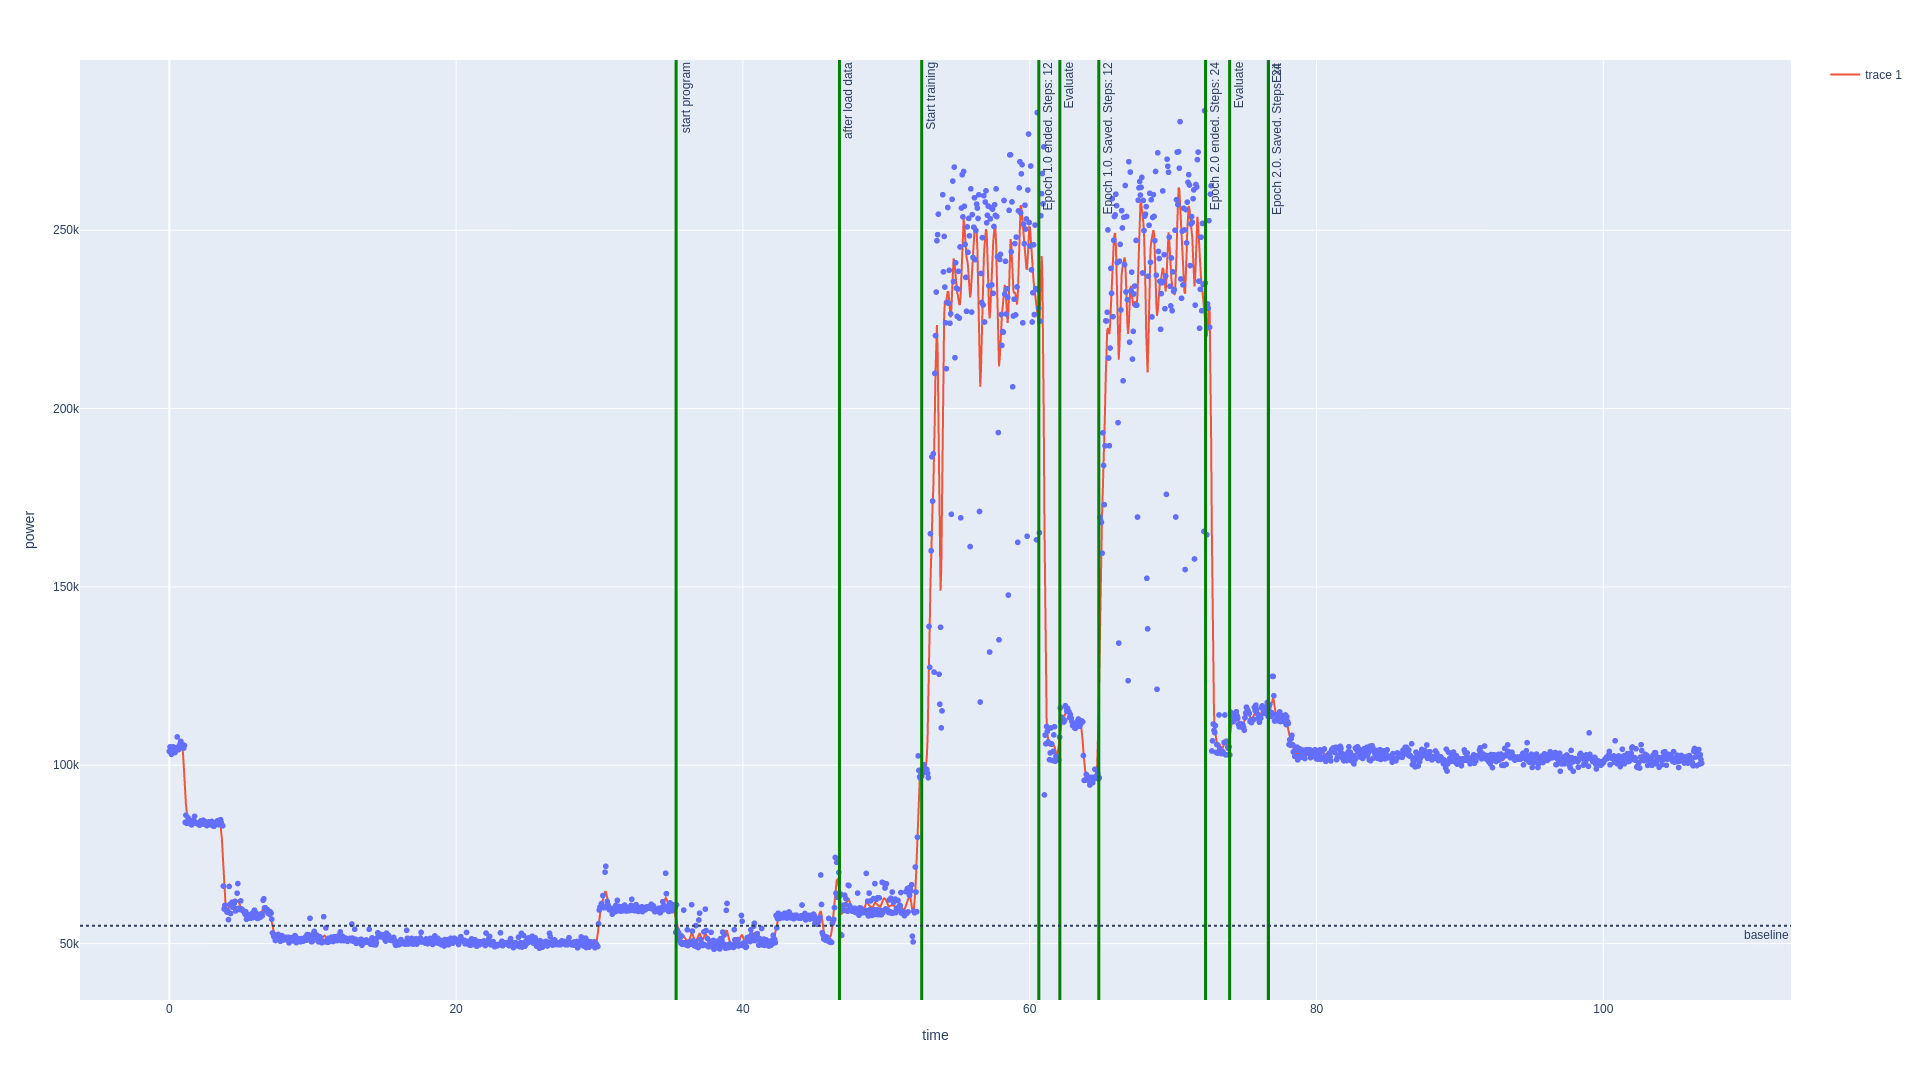 start program
after load data
Start training
Epoch 1.0 ended. Steps: 12
Evaluate
Epoch 1.0. Saved. Steps: 12
Epoch 2.0 ended. Steps: 24
Evaluate
Epoch 2.0. Saved. Steps: 24
Exit
trace 1
250k
200k
150k
100k
50k
power
baseline
0
20
40
60
80
100
time